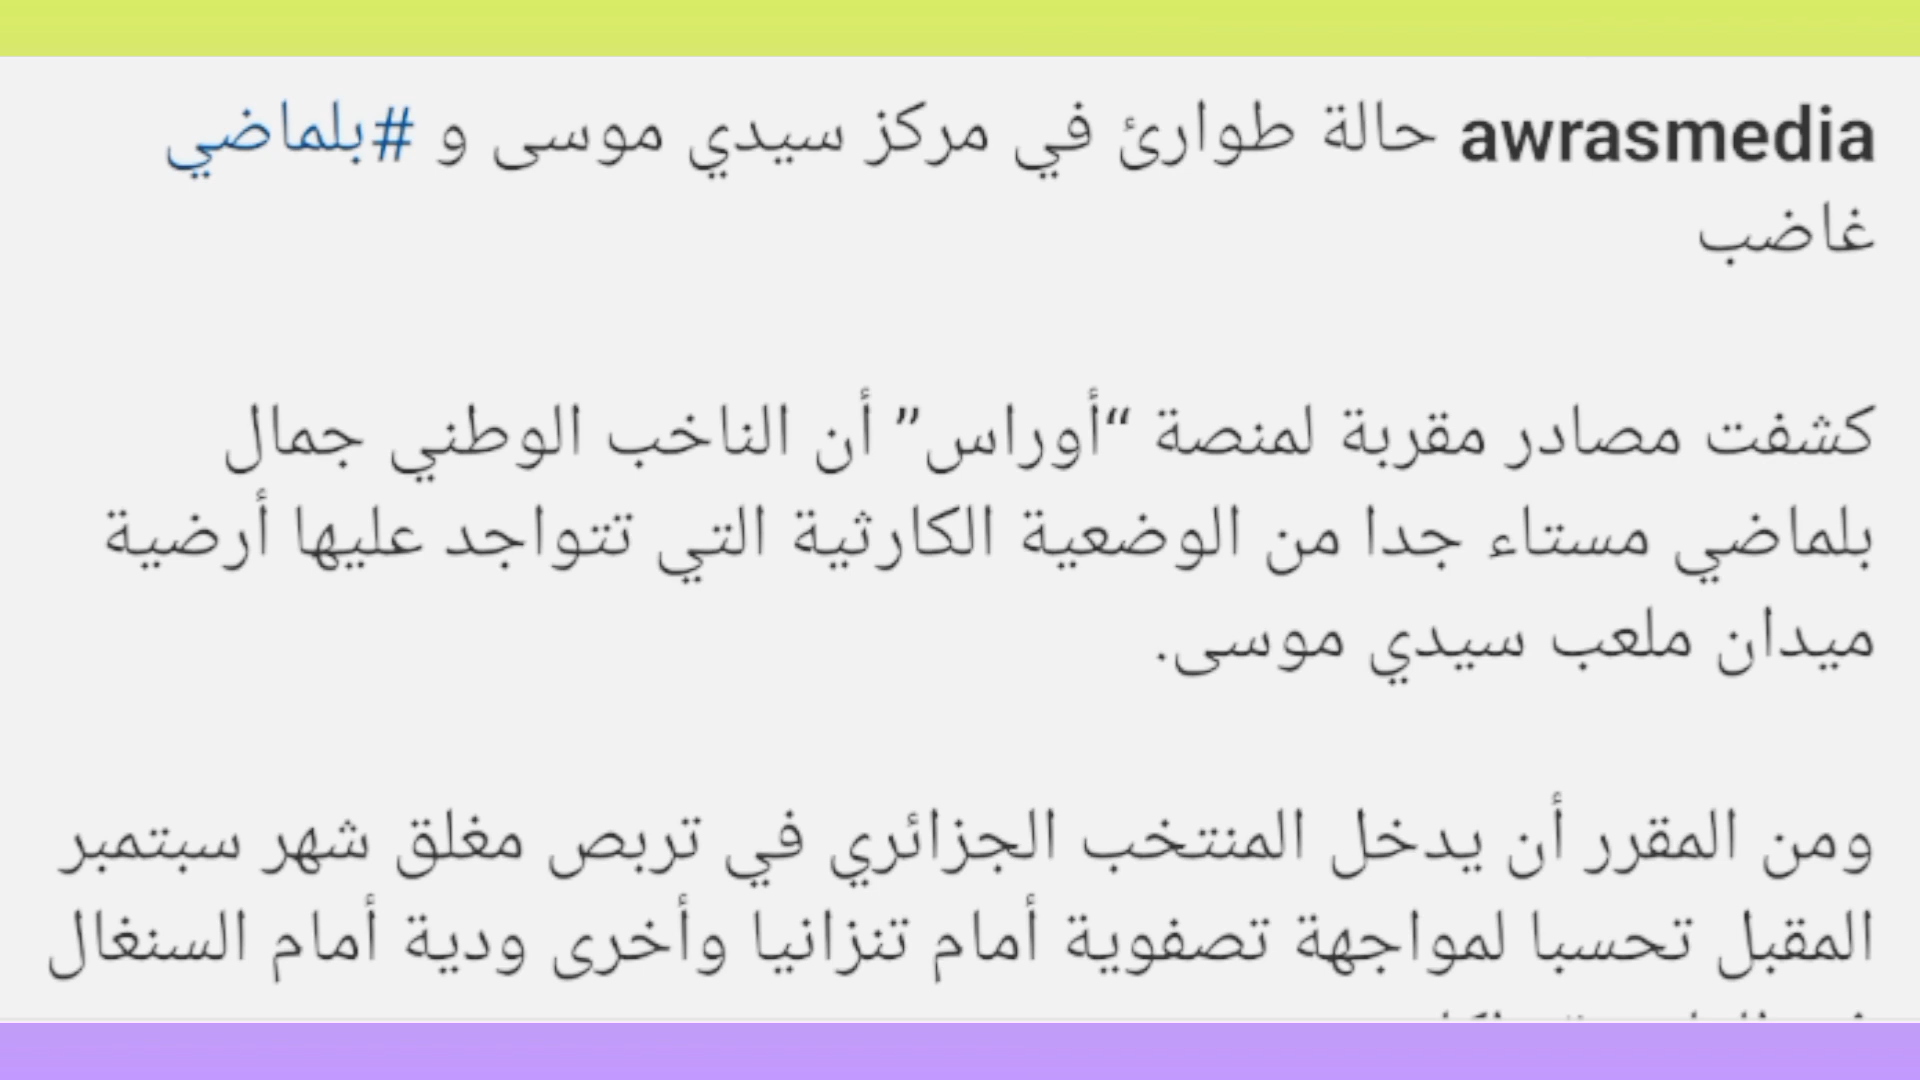 awrasmedia حالة طوارئ في مركز سيدي موسى و #بلماضي
غاضب
كشفت مصادر مقربة لمنصة “أوراس” أن الناخب الوطني جمال
بلماضي مستاء جدا من الوضعية الكارثية التي تتواجد عليها أرضية
ميدان ملعب سيدي موسى.
ومن المقرر أن يدخل المنتخب الجزائري في تربص مغلق شهر سبتمبر
المقبل تحسبا لمواجهة تصفوية أمام تنزانيا وأخرى ودية أمام السنغال